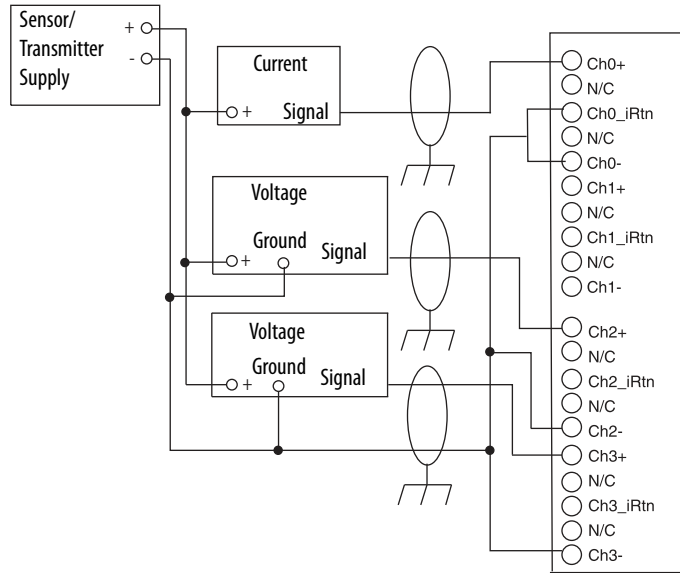 Sensor/
Transmitter
Supply
+
-
Current
+ Signal
Voltage
Ground
+ Signal
Voltage
Ground
+ Signal
Ch0+
N/C
Ch0_iRtn
N/C
Ch0-
Ch1+
N/C
Ch1_iRtn
N/C
Ch1-
Ch2+
N/C
Ch2_iRtn
N/C
Ch2-
Ch3+
N/C
Ch3_iRtn
N/C
Ch3-